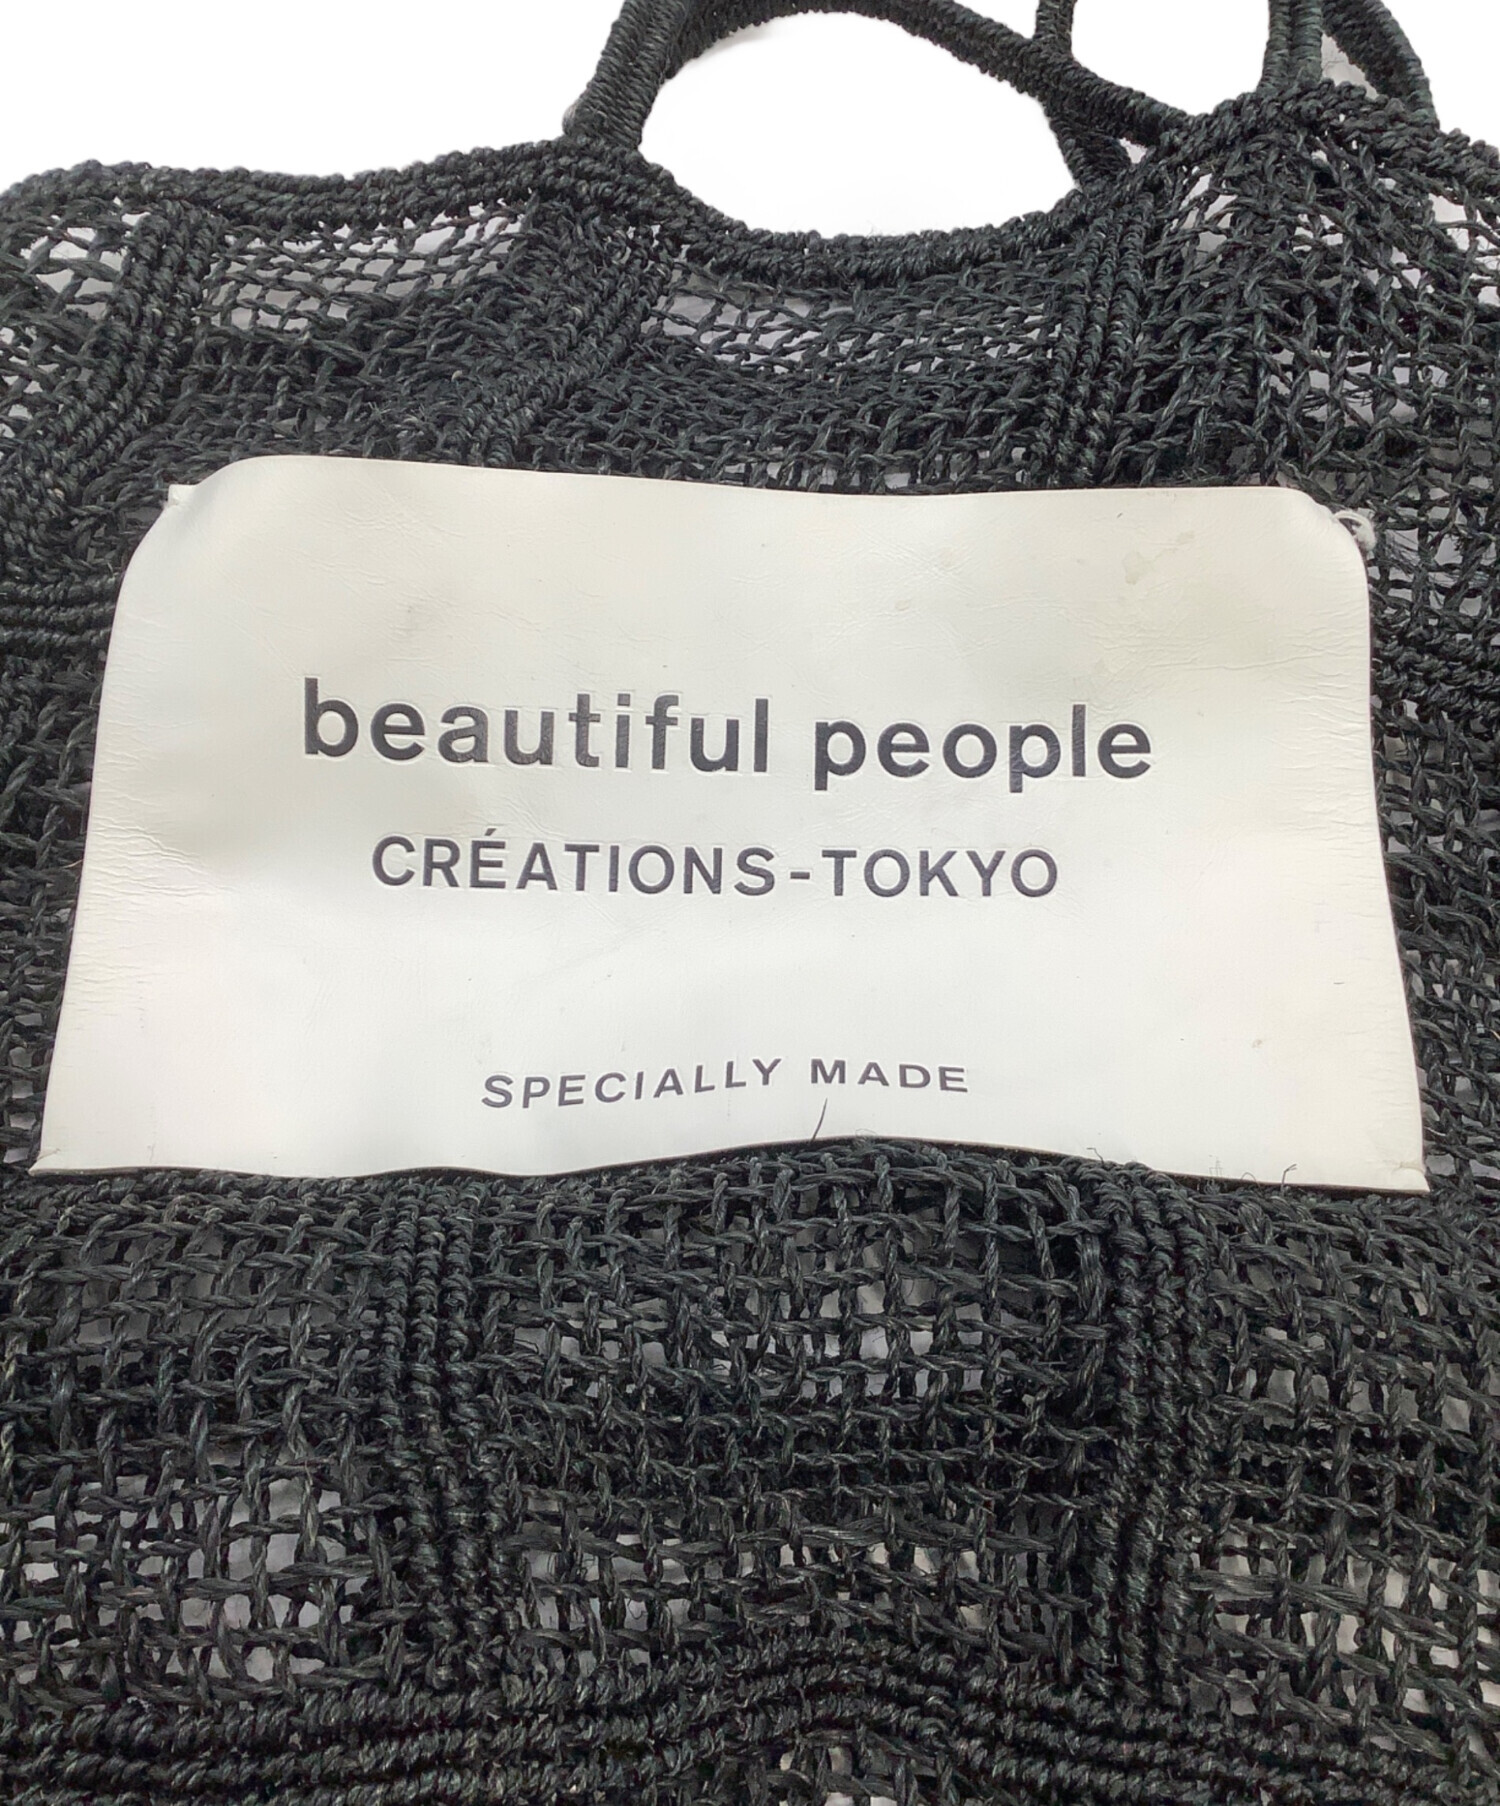 beautiful people
CRÉATIONS-TOKYO
SPECIALLY MADE